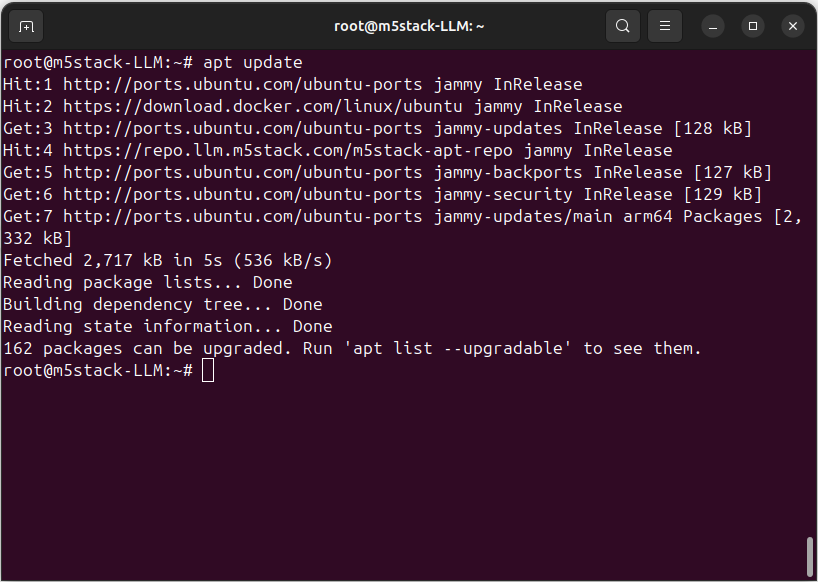 root@m5stack-LLM: ~
root@m5stack-LLM:~# apt update
Hit:1 http://ports.ubuntu.com/ubuntu-ports jammy InRelease
Hit:2 https://download.docker.com/linux/ubuntu jammy InRelease
Get:3 http://ports.ubuntu.com/ubuntu-ports jammy-updates InRelease [128 kB]
Hit:4 https://repo.llm.m5stack.com/m5stack-apt-repo jammy InRelease
Get:5 http://ports.ubuntu.com/ubuntu-ports jammy-backports InRelease [127 kB]
Get:6 http://ports.ubuntu.com/ubuntu-ports jammy-security InRelease [129 kB]
Get:7 http://ports.ubuntu.com/ubuntu-ports jammy-updates/main arm64 Packages [2,
332 kB]
Fetched 2,717 kB in 5s (536 kB/s)
Reading package lists... Done
Building dependency tree... Done
Reading state information... Done
162 packages can be upgraded. Run 'apt list --upgradable' to see them.
root@m5stack-LLM:~#